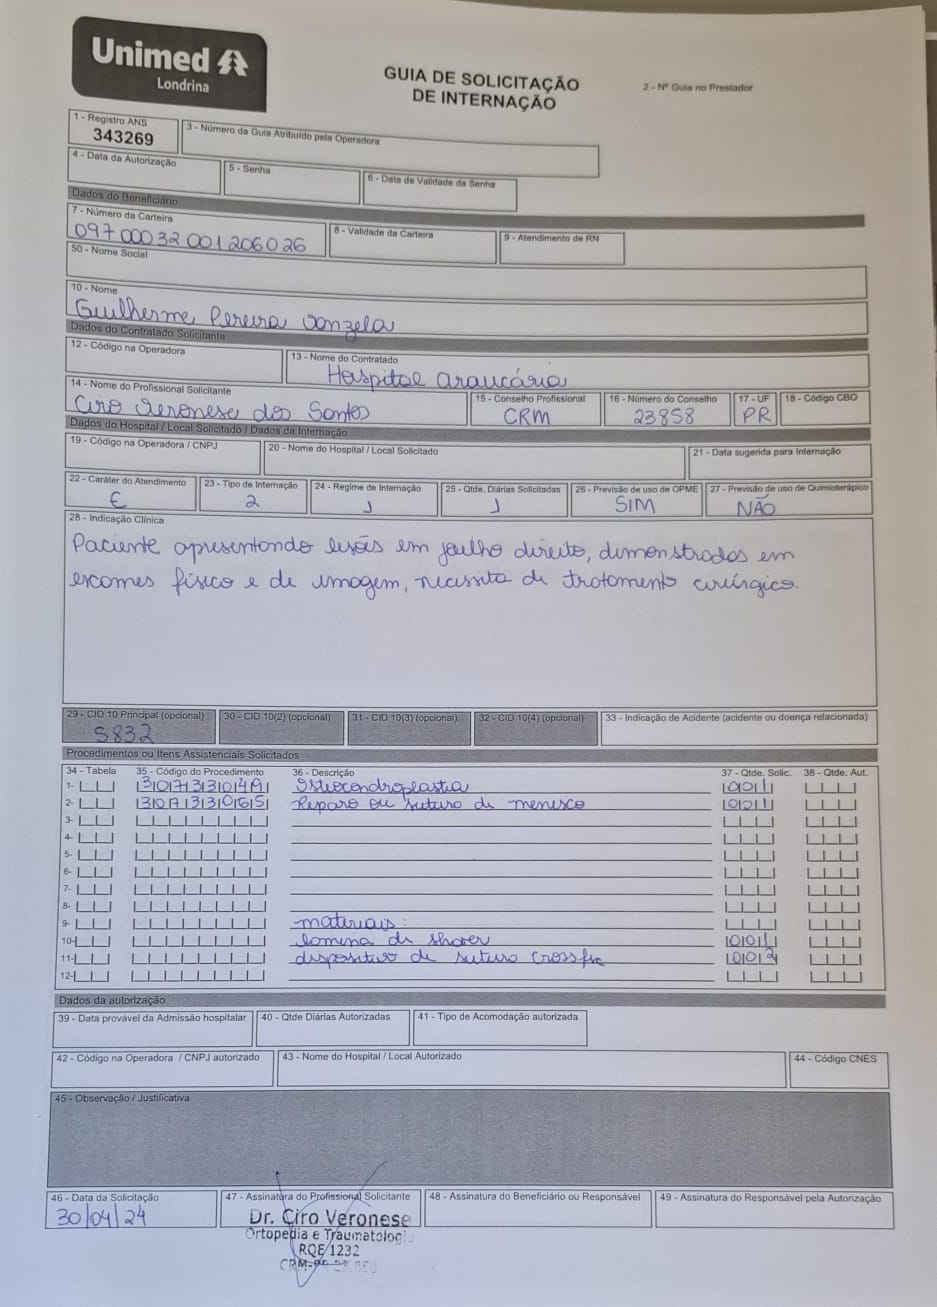 Unimed
Londrina
GUIA DE SOLICITAÇÃO
DE INTERNAÇÃO
2 - Nº Guia no Prestador
1 - Registro ANS
343269
3 - Número da Guia Atribuído pela Operadora
4 - Data da Autorização
5 - Senha
6 - Data de Validade da Senha
Dados do Beneficiário
7 - Número da Carteira
09700032001206026
8 - Validade da Carteira
9 - Atendimento de RN
50 - Nome Social
10 - Nome
Guilherme Pereira Vanzela
Dados do Contratado Solicitante
12 - Código na Operadora
13 - Nome do Contratado
Hospital Araucária
14 - Nome do Profissional Solicitante
Ciro Veronese dos Santos
15 - Conselho Profissional
CRM
16 - Número do Conselho
23858
17 - UF
PR
18 - Código CBO
Dados do Hospital / Local Solicitado / Dados da Internação
19 - Código na Operadora / CNPJ
20 - Nome do Hospital / Local Solicitado
21 - Data sugerida para Internação
22 - Caráter do Atendimento
E
23 - Tipo de Internação
2
24 - Regime de Internação
1
25 - Qtde. Diárias Solicitadas
1
26 - Previsão de uso de OPME
SIM
27 - Previsão de uso de Quimioterápico
NÃO
28 - Indicação Clínica
Paciente apresentando lesões em joelho direito, demonstradas em
exames físico e de imagem, necessita de tratamento cirúrgico.
29 - CID 10 Principal (opcional)
S832
30 - CID 10(2) (opcional)
31 - CID 10(3) (opcional)
32 - CID 10(4) (opcional)
33 - Indicação de Acidente (acidente ou doença relacionada)
Procedimentos ou Itens Assistenciais Solicitados
34 - Tabela 35 - Código do Procedimento 36 - Descrição 37 - Qtde. Solic. 38 - Qtde. Aut.
1- 30733049 Osteocondroplastia 001
2- 30733065 Reparo ou sutura de menisco 001
3-
4-
5-
6-
7-
8-
9- materiais:
10- lamina de shaver 001
11- dispositivo de sutura Crossfix 002
12-
Dados da autorização
39 - Data provável da Admissão hospitalar
40 - Qtde Diárias Autorizadas
41 - Tipo de Acomodação autorizada
42 - Código na Operadora / CNPJ autorizado
43 - Nome do Hospital / Local Autorizado
44 - Código CNES
45 - Observação / Justificativa
46 - Data da Solicitação
30/04/24
47 - Assinatura do Profissional Solicitante
48 - Assinatura do Beneficiário ou Responsável
49 - Assinatura do Responsável pela Autorização
Dr. Ciro Veronese
Ortopedia e Traumatologia
RQE 1232